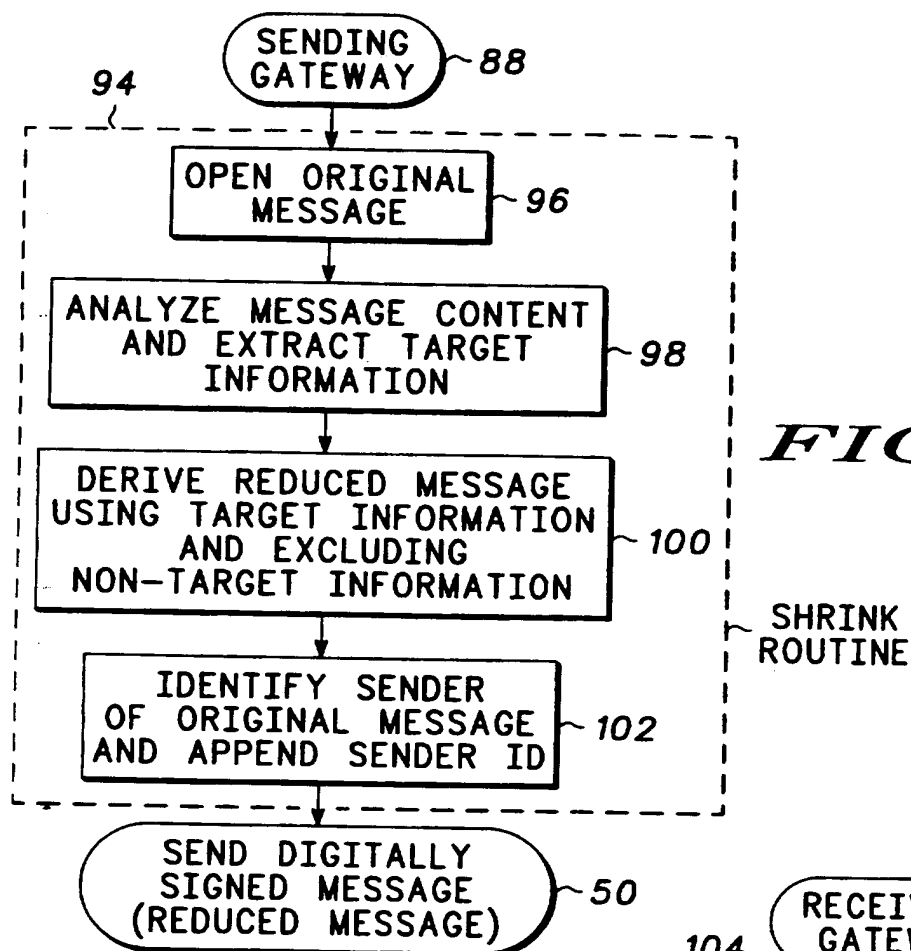 SENDING
GATEWAY
88
94
OPEN ORIGINAL
MESSAGE
96
ANALYZE MESSAGE CONTENT
AND EXTRACT TARGET
INFORMATION
98
DERIVE REDUCED MESSAGE
USING TARGET INFORMATION
AND EXCLUDING
NON-TARGET INFORMATION
100
SHRINK
ROUTINE
IDENTIFY SENDER
OF ORIGINAL MESSAGE
AND APPEND SENDER ID
102
SEND DIGITALLY
SIGNED MESSAGE
(REDUCED MESSAGE)
50
104